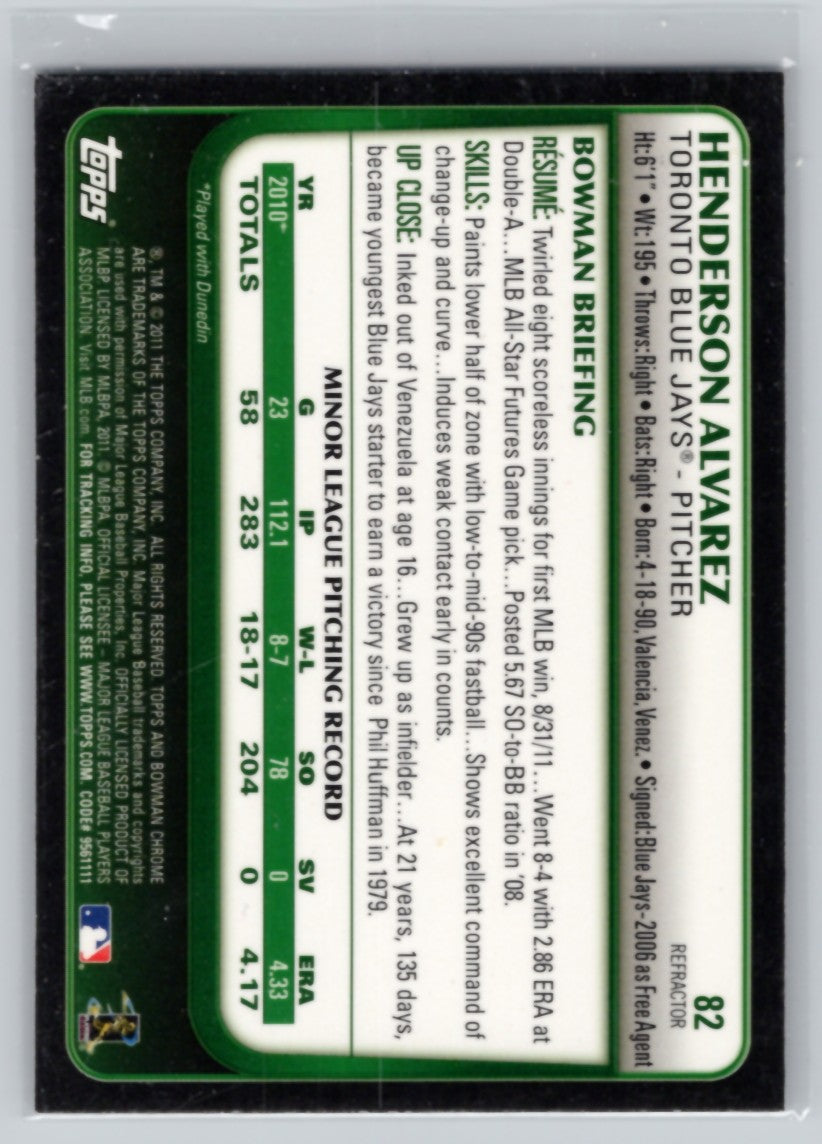 HENDERSON ALVAREZ
82
TORONTO BLUE JAYS® - PITCHER
REFRACTOR
Ht: 6'1" • Wt: 195 • Throws: Right • Bats: Right • Born: 4-18-90, Valencia, Venez. • Signed: Blue Jays-2006 as Free Agent
BOWMAN BRIEFING
RÉSUMÉ: Twirled eight scoreless innings for first MLB win, 8/31/11...Went 8-4 with 2.86 ERA at
Double-A...MLB All-Star Futures Game pick...Posted 5.67 SO-to-BB ratio in '08.
SKILLS: Paints lower half of zone with low-to-mid-90s fastball...Shows excellent command of
change-up and curve...Induces weak contact early in counts.
UP CLOSE: Inked out of Venezuela at age 16...Grew up as infielder...At 21 years, 135 days,
became youngest Blue Jays starter to earn a victory since Phil Huffman in 1979.
MINOR LEAGUE PITCHING RECORD
YR G IP W-L SO SV ERA
2010* 23 112.1 8-7 78 0 4.33
TOTALS 58 283 18-17 204 0 4.17
*Played with Dunedin
topps®
®, TM & © 2011 THE TOPPS COMPANY, INC. ALL RIGHTS RESERVED. TOPPS AND BOWMAN CHROME
ARE TRADEMARKS OF THE TOPPS COMPANY, INC. Major League Baseball trademarks and copyrights
are used with permission of Major League Baseball Properties, Inc. OFFICIALLY LICENSED PRODUCT OF
MLBP LICENSED BY MLBPA, 2011. © MLBPA, OFFICIAL LICENSEE – MAJOR LEAGUE BASEBALL PLAYERS
ASSOCIATION. Visit MLB.com. FOR TRACKING INFO, PLEASE SEE WWW.TOPPS.COM. CODE# 9561111